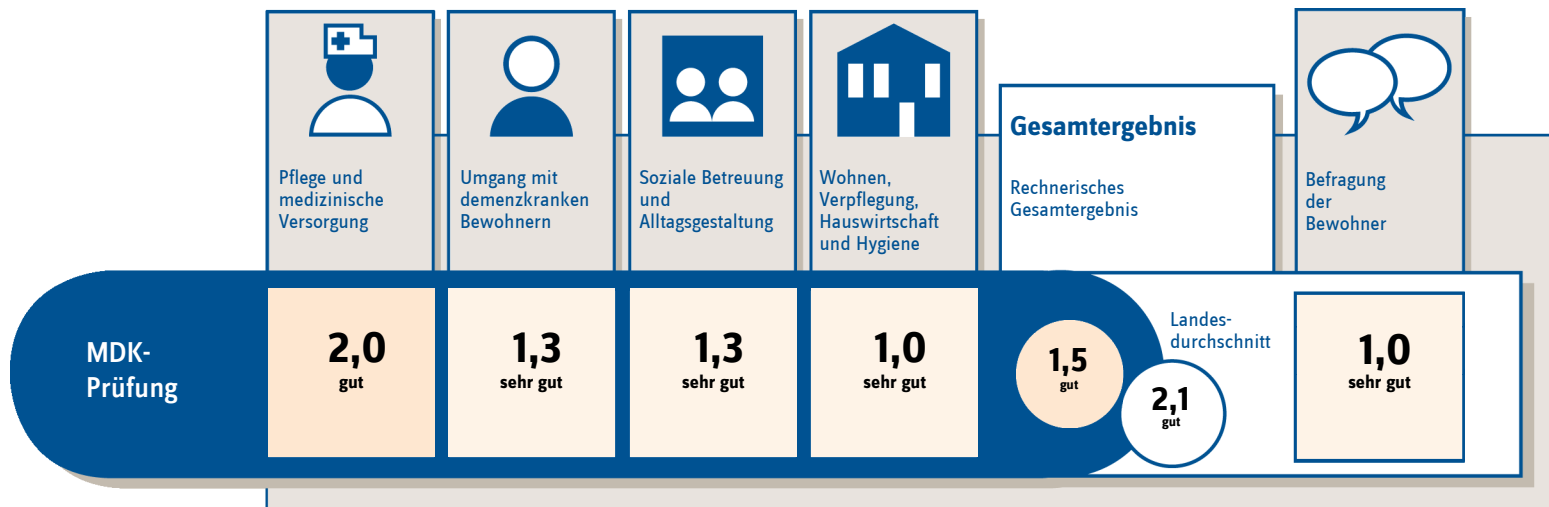 Pflege und
medizinische
Versorgung
Umgang mit
demenzkranken
Bewohnern
Soziale Betreuung
und
Alltagsgestaltung
Wohnen,
Verpflegung,
Hauswirtschaft
und Hygiene
Gesamtergebnis
Rechnerisches
Gesamtergebnis
Befragung
der
Bewohner
MDK-
Prüfung
2,0
gut
1,3
sehr gut
1,3
sehr gut
1,0
sehr gut
1,5
gut
Landes-
durchschnitt
2,1
gut
1,0
sehr gut